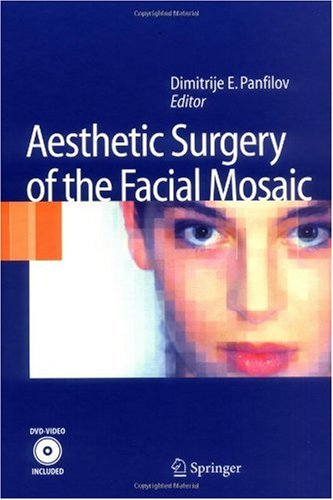 Dimitrije E. Panfilov
Editor
Aesthetic Surgery
of the Facial Mosaic
DVD-VIDEO
INCLUDED
Springer